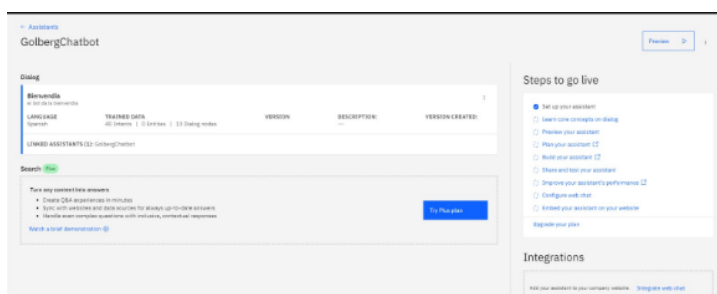 ← Assistants
GolbergChatbot
Preview
Dialog
Bienvendia
el bot da la bienvenida
LANGUAGE TRAINED DATA VERSION DESCRIPTION: VERSION CREATED:
Spanish Intents | 0 Entities | 13 Dialog nodes ---
LINKED ASSISTANTS (1): GolbergChatbot
Search Plus
Turn any content into answers
• Create Q&A experiences in minutes
• Sync with websites and data sources for always up-to-date answers
• Handle even complex questions with inclusive, contextual responses
Watch a brief demonstration
Try Plus plan
Steps to go live
Set up your assistant
Learn core concepts on dialog
Preview your assistant
Plan your assistant
Build your assistant
Share and test your assistant
Improve your assistant's performance
Configure web chat
Embed your assistant on your website
Upgrade your plan
Integrations
Add your assistant to your company website Integrate web chat